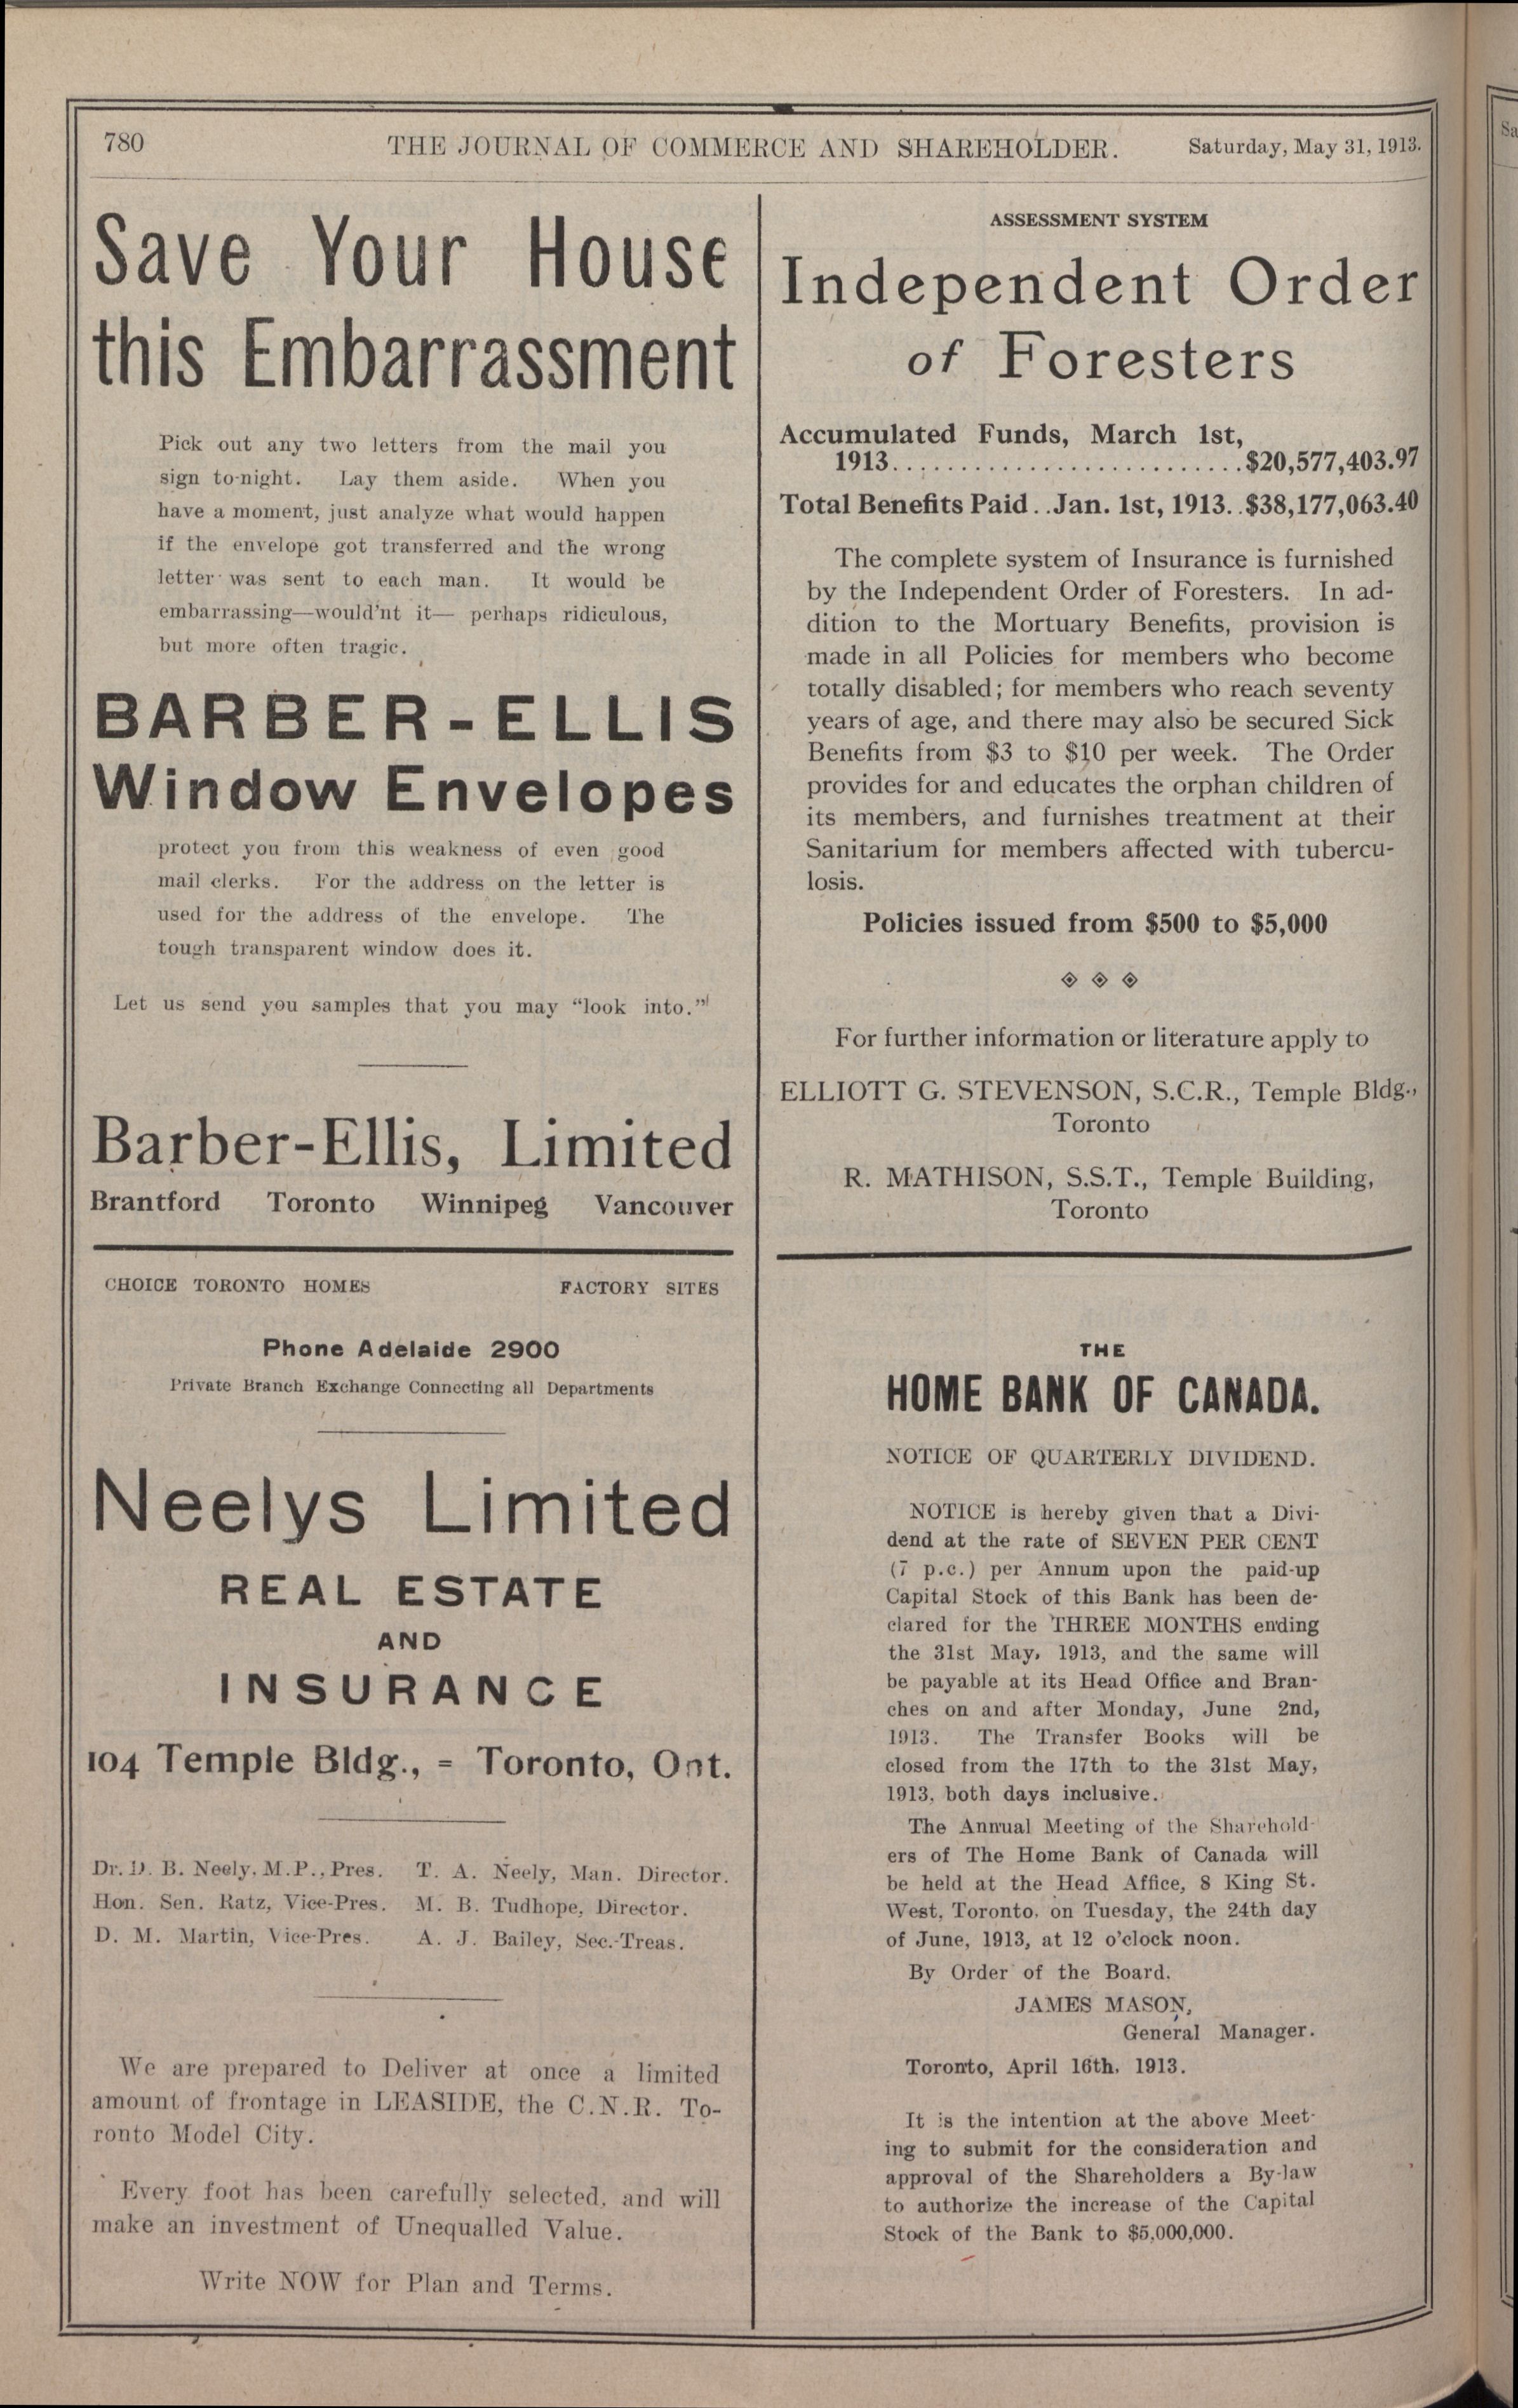 780
THE JOURNAL OF COMMERCE AND SHAREHOLDER.
Saturday, May 31, 1913.
Save Your House
this Embarrassment
Pick out any two letters from the mail you
sign to-night. Lay them aside. When you
have a moment, just analyze what would happen
if the envelope got transferred and the wrong
letter was sent to each man. It would be
embarrassing—would'nt it— perhaps ridiculous,
but more often tragic.
BARBER-ELLIS
Window Envelopes
protect you from this weakness of even good
mail clerks. For the address on the letter is
used for the address of the envelope. The
tough transparent window does it.
Let us send you samples that you may “look into.”
Barber-Ellis, Limited
Brantford Toronto Winnipeg Vancouver
CHOICE TORONTO HOMES FACTORY SITES
Phone Adelaide 2900
Private Branch Exchange Connecting all Departments
Neelys Limited
REAL ESTATE
AND
INSURANCE
104 Temple Bldg., = Toronto, Ont.
Dr. D. B. Neely, M.P., Pres. T. A. Neely, Man. Director.
Hon. Sen. Ratz, Vice-Pres. M. B. Tudhope, Director.
D. M. Martin, Vice-Pres. A. J. Bailey, Sec.-Treas.
We are prepared to Deliver at once a limited
amount of frontage in LEASIDE, the C.N.R. To-
ronto Model City.
Every foot has been carefully selected, and will
make an investment of Unequalled Value.
Write NOW for Plan and Terms.
ASSESSMENT SYSTEM
Independent Order
of Foresters
Accumulated Funds, March 1st,
1913..........................$20,577,403.97
Total Benefits Paid..Jan. 1st, 1913..$38,177,063.40
The complete system of Insurance is furnished
by the Independent Order of Foresters. In ad-
dition to the Mortuary Benefits, provision is
made in all Policies for members who become
totally disabled; for members who reach seventy
years of age, and there may also be secured Sick
Benefits from $3 to $10 per week. The Order
provides for and educates the orphan children of
its members, and furnishes treatment at their
Sanitarium for members affected with tubercu-
losis.
Policies issued from $500 to $5,000
For further information or literature apply to
ELLIOTT G. STEVENSON, S.C.R., Temple Bldg.,
Toronto
R. MATHISON, S.S.T., Temple Building,
Toronto
THE
HOME BANK OF CANADA.
NOTICE OF QUARTERLY DIVIDEND.
NOTICE is hereby given that a Divi-
dend at the rate of SEVEN PER CENT
(7 p.c.) per Annum upon the paid-up
Capital Stock of this Bank has been de-
clared for the THREE MONTHS ending
the 31st May, 1913, and the same will
be payable at its Head Office and Bran-
ches on and after Monday, June 2nd,
1913. The Transfer Books will be
closed from the 17th to the 31st May,
1913, both days inclusive.
The Annual Meeting of the Sharehold-
ers of The Home Bank of Canada will
be held at the Head Affice, 8 King St.
West, Toronto, on Tuesday, the 24th day
of June, 1913, at 12 o'clock noon.
By Order of the Board.
JAMES MASON,
General Manager.
Toronto, April 16th, 1913.
It is the intention at the above Meet-
ing to submit for the consideration and
approval of the Shareholders a By-law
to authorize the increase of the Capital
Stock of the Bank to $5,000,000.
Sa